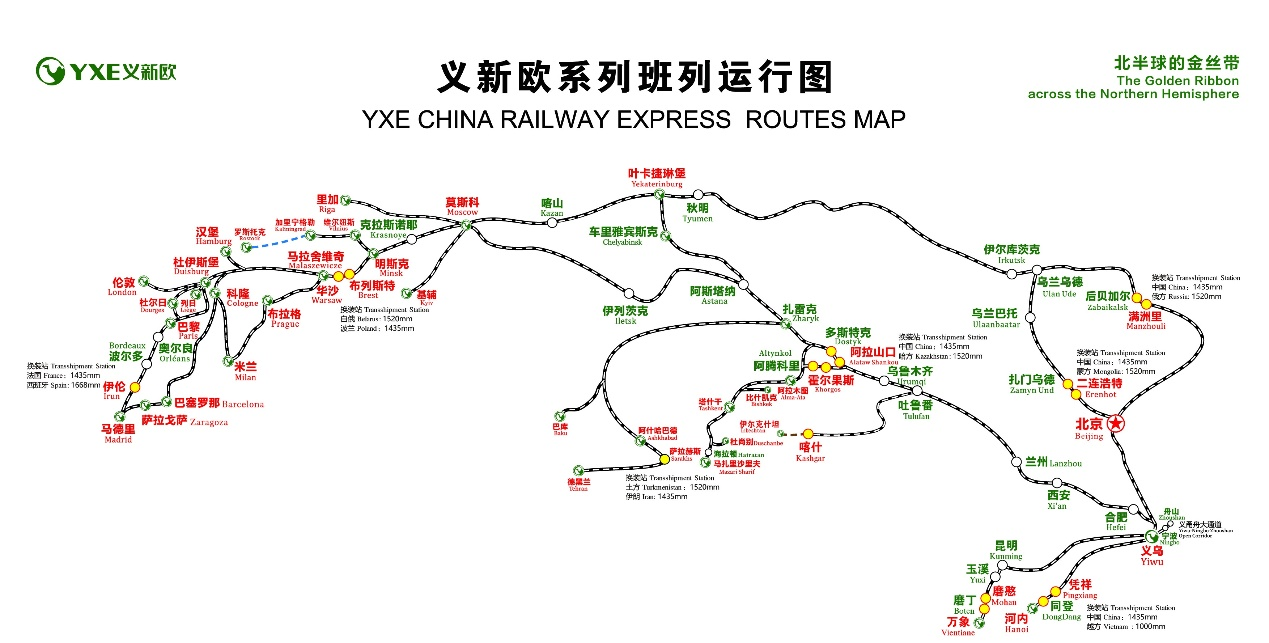 YXE义新欧
义新欧系列班列运行图
YXE CHINA RAILWAY EXPRESS ROUTES MAP
北半球的金丝带
The Golden Ribbon
across the Northern Hemisphere
叶卡捷琳堡
Yekaterinburg
里加
Riga
莫斯科
Moscow
喀山
Kazan
秋明
Tyumen
加里宁格勒
Kaliningrad
维尔纽斯
Vilnius
克拉斯诺耶
Krasnoye
车里雅宾斯克
Chelyabinsk
汉堡
Hamburg
罗斯托克
Rostock
伊尔库茨克
Irkutsk
马拉舍维奇
Malaszewicze
明斯克
Minsk
杜伊斯堡
Duisburg
布列斯特
Brest
乌兰乌德
Ulan Ude
后贝加尔
Zabaikalsk
换装站 Transshipment Station
中国 China：1435mm
俄方 Russia: 1520mm
满洲里
Manzhouli
伦敦
London
杜尔日
Dourges
列日
Liege
科隆
Cologne
华沙
Warsaw
基辅
Kyiv
阿斯塔纳
Astana
伊列茨克
Iletsk
扎雷克
Zharyk
乌兰巴托
Ulaanbaatar
布拉格
Prague
换装站 Transshipment Station
白俄 Belarus：1520mm
波兰 Poland：1435mm
巴黎
Paris
多斯特克
Dostyk
换装站 Transshipment Station
中国 China：1435mm
哈方 Kazakhstan：1520mm
Bordeaux
波尔多
奥尔良
Orléans
阿拉山口
Alataw Shankou
Altynkol
阿腾科里
换装站 Transshipment Station
法国 France：1435mm
西班牙 Spain：1668mm
米兰
Milan
霍尔果斯
Khorgos
乌鲁木齐
Urumqi
换装站 Transshipment Station
中国 China：1435mm
蒙方 Mongolia：1520mm
扎门乌德
Zamyn Und
二连浩特
Erenhot
伊伦
Irun
阿拉木图
Alma-Ata
比什凯克
Bishkek
塔什干
Tashkent
吐鲁番
Tulufan
巴塞罗那 Barcelona
萨拉戈萨 Zaragoza
马德里
Madrid
巴库
Baku
阿什哈巴德
Ashkhabad
伊尔克什坦
杜尚别 Dushanbe
喀什
Kashgar
北京
Beijing
萨拉赫斯
Sarakhs
海拉顿 Hairatan
马扎里沙里夫
Mazari Sharif
德黑兰
Tehran
换装站 Transshipment Station
土方 Turkmenistan：1520mm
伊朗 Iran: 1435mm
兰州 Lanzhou
西安
Xi'an
合肥
Hefei
舟山
Zhoushan
义甬舟大通道
Yiwu-Ningbo-Zhoushan
Open Corridor
宁波
Ningbo
义乌
Yiwu
昆明
Kunming
玉溪
Yuxi
磨憨
Mohan
磨丁
Boten
万象
Vientiane
凭祥
Pingxiang
同登
DongDang
河内
Hanoi
换装站 Transshipment Station
中国 China：1435mm
越方 Vietnam：1000mm